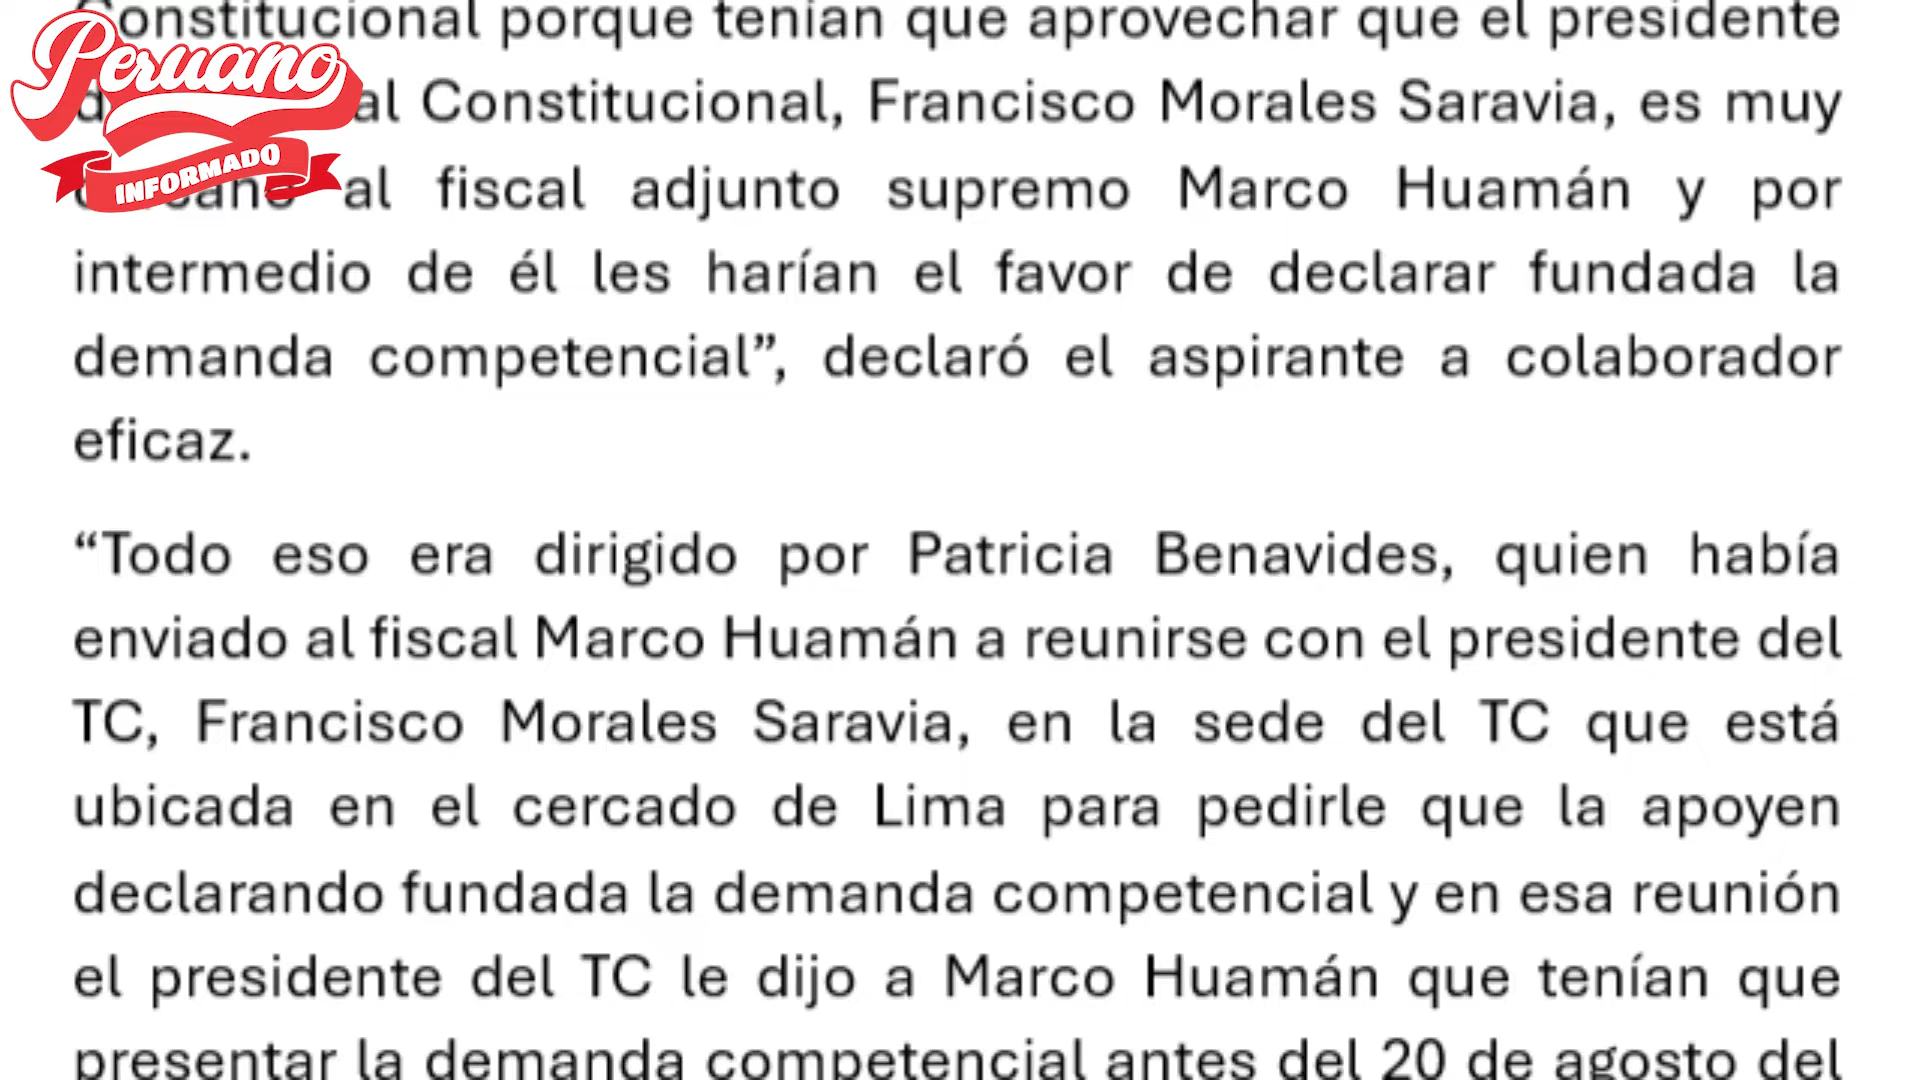 Constitucional porque tenían que aprovechar que el presidente
al Constitucional, Francisco Morales Saravia, es muy
al fiscal adjunto supremo Marco Huamán y por
intermedio de él les harían el favor de declarar fundada la
demanda competencial”, declaró el aspirante a colaborador
eficaz.
“Todo eso era dirigido por Patricia Benavides, quien había
enviado al fiscal Marco Huamán a reunirse con el presidente del
TC, Francisco Morales Saravia, en la sede del TC que está
ubicada en el cercado de Lima para pedirle que la apoyen
declarando fundada la demanda competencial y en esa reunión
el presidente del TC le dijo a Marco Huamán que tenían que
presentar la demanda competencial antes del 20 de agosto del
Peruano
INFORMADO